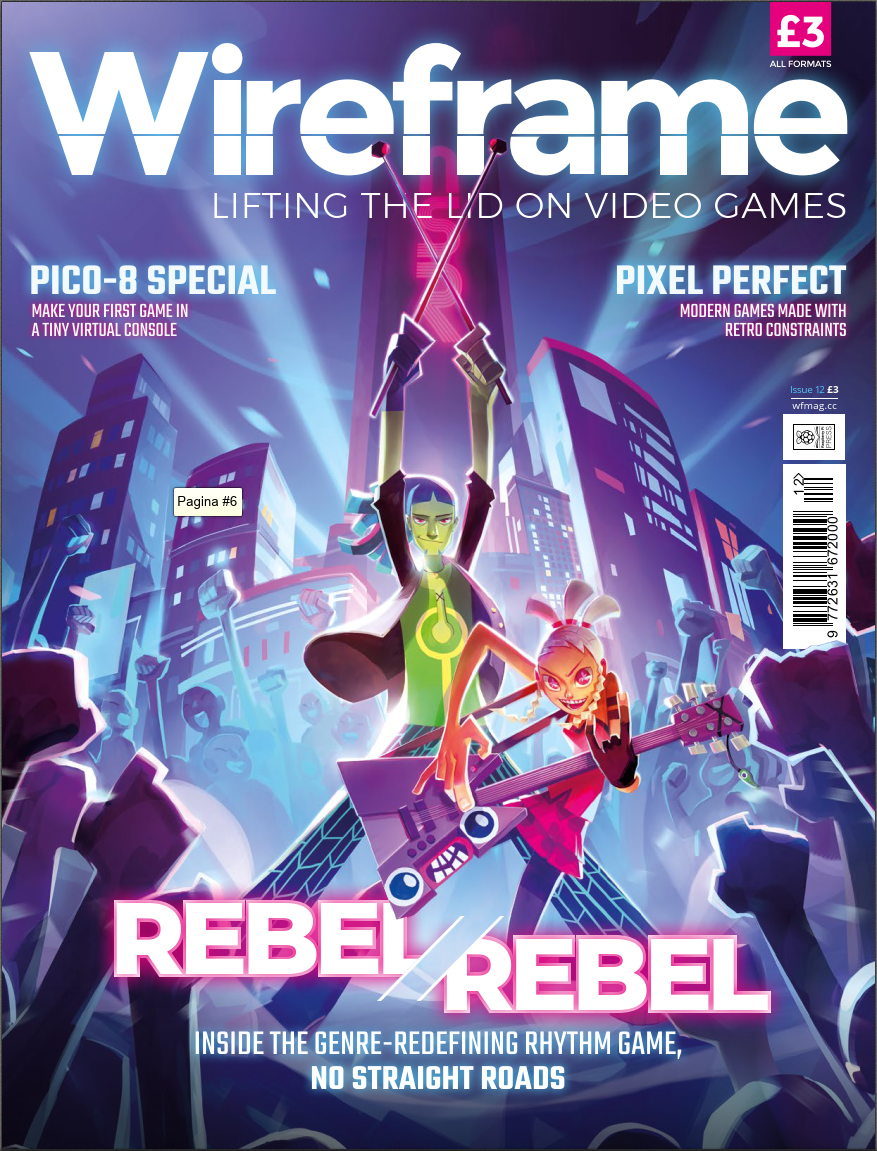 £3
ALL FORMATS
Wireframe
LIFTING THE LID ON VIDEO GAMES
PICO-8 SPECIAL
MAKE YOUR FIRST GAME IN
A TINY VIRTUAL CONSOLE
PIXEL PERFECT
MODERN GAMES MADE WITH
RETRO CONSTRAINTS
Issue 12 £3
wfmag.cc
PRESS
12
9 772631 672000
Pagina #6
REBEL//REBEL
INSIDE THE GENRE-REDEFINING RHYTHM GAME,
NO STRAIGHT ROADS